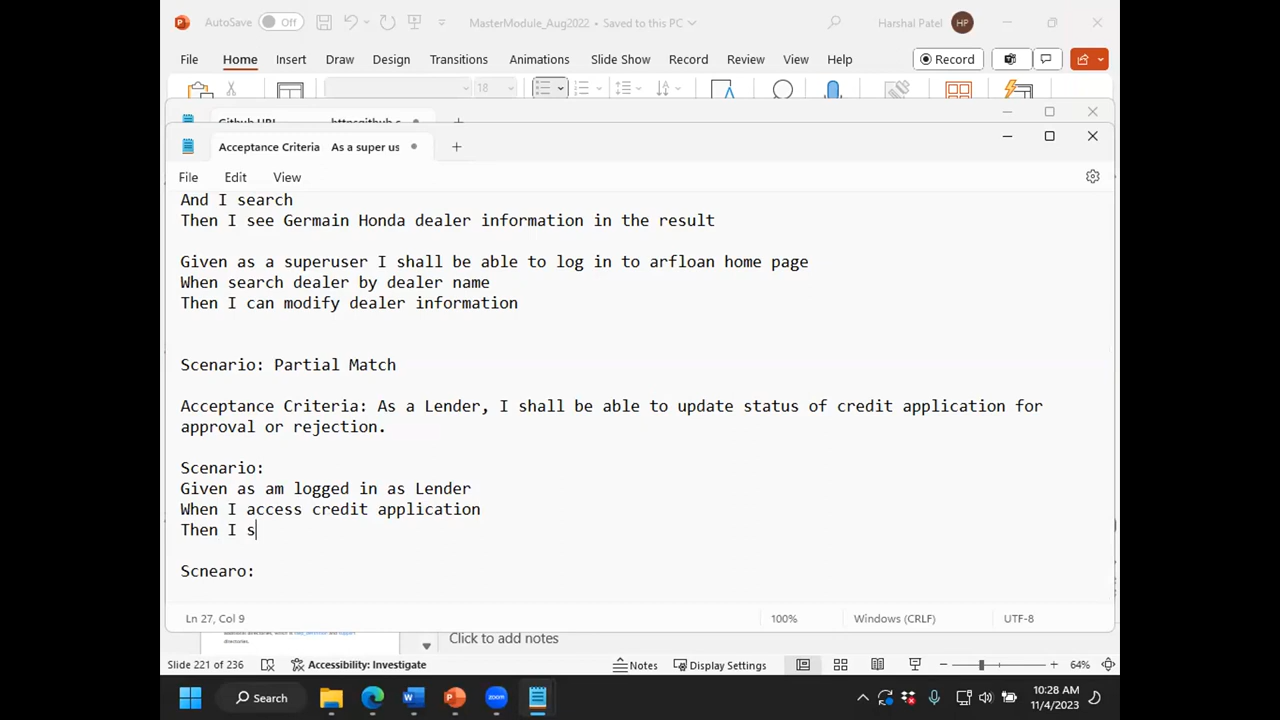 AutoSave Off MasterModule_Aug2022 • Saved to this PC Harshal Patel HP
File Home Insert Draw Design Transitions Animations Slide Show Record Review View Help Record
18
Github URL httpsgithub.c
Acceptance Criteria As a super us
File Edit View
And I search
Then I see Germain Honda dealer information in the result
Given as a superuser I shall be able to log in to arfloan home page
When search dealer by dealer name
Then I can modify dealer information
Scenario: Partial Match
Acceptance Criteria: As a Lender, I shall be able to update status of credit application for
approval or rejection.
Scenario:
Given as am logged in as Lender
When I access credit application
Then I s
Scnearo:
Ln 27, Col 9 100% Windows (CRLF) UTF-8
directories.
Click to add notes
Slide 221 of 236 Accessibility: Investigate Notes Display Settings 64%
Search zoom 10:28 AM
11/4/2023